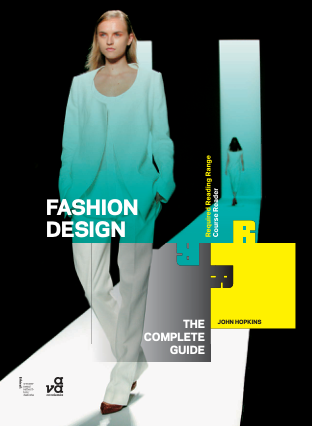 FASHION
DESIGN
Required Reading Range
Course Reader
THE
COMPLETE
GUIDE
JOHN HOPKINS
ava